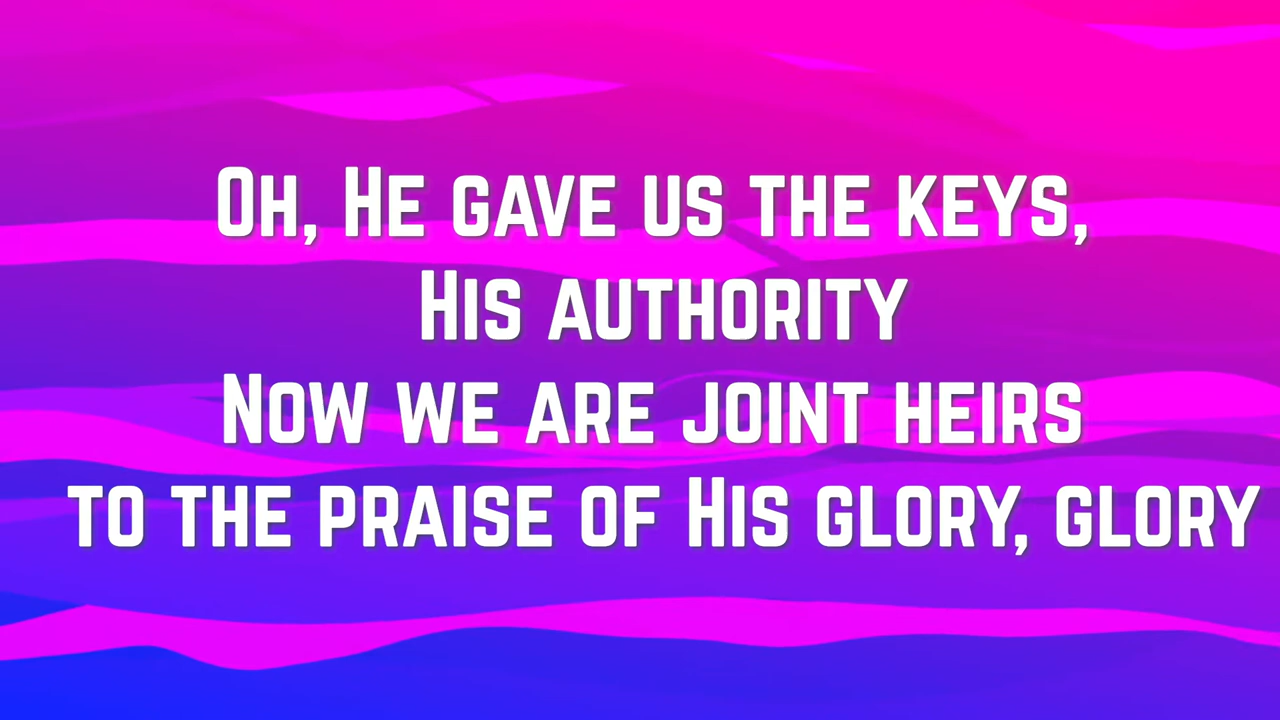 Oh, He gave us the keys,
His authority
Now we are joint heirs
to the praise of His glory, glory